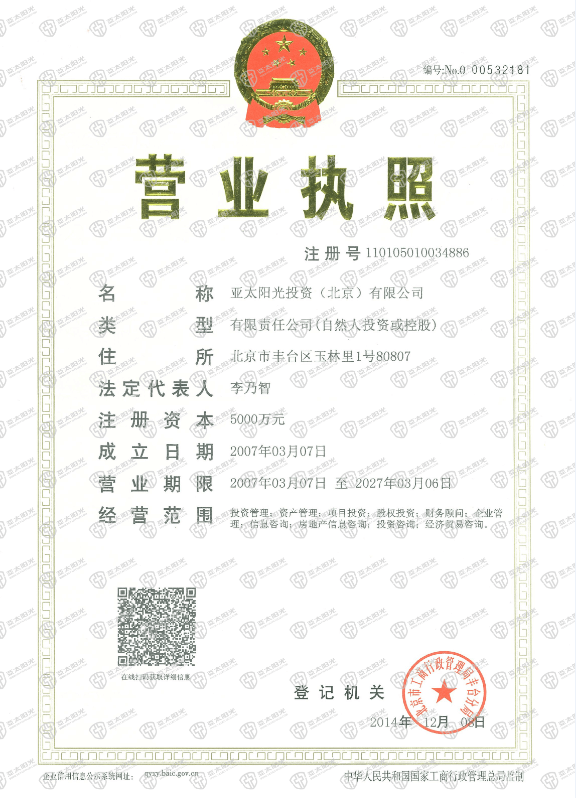 编号:No.0 00532181
营业执照
注册号 110105010034886
名称 亚太阳光投资（北京）有限公司
类型 有限责任公司(自然人投资或控股)
住所 北京市丰台区玉林里1号80807
法定代表人 李乃智
注册资本 5000万元
成立日期 2007年03月07日
营业期限 2007年03月07日 至 2027年03月06日
经营范围 投资管理；资产管理；项目投资；股权投资；财务顾问；企业管
理；信息咨询；房地产信息咨询；投资咨询；经济贸易咨询。
在线扫码获取详细信息
登记机关
北京市工商行政管理局丰台分局
2014年 12月 08日
企业信用信息公示系统网址： qyxy.baic.gov.cn
中华人民共和国国家工商行政管理总局监制
亚太阳光